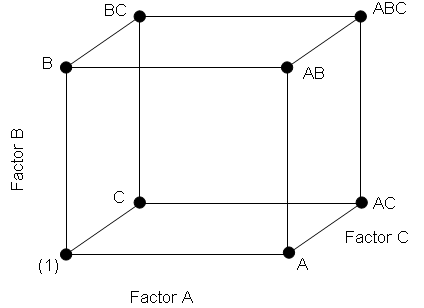 BC
ABC
B
AB
Factor B
C
AC
Factor C
(1)
A
Factor A